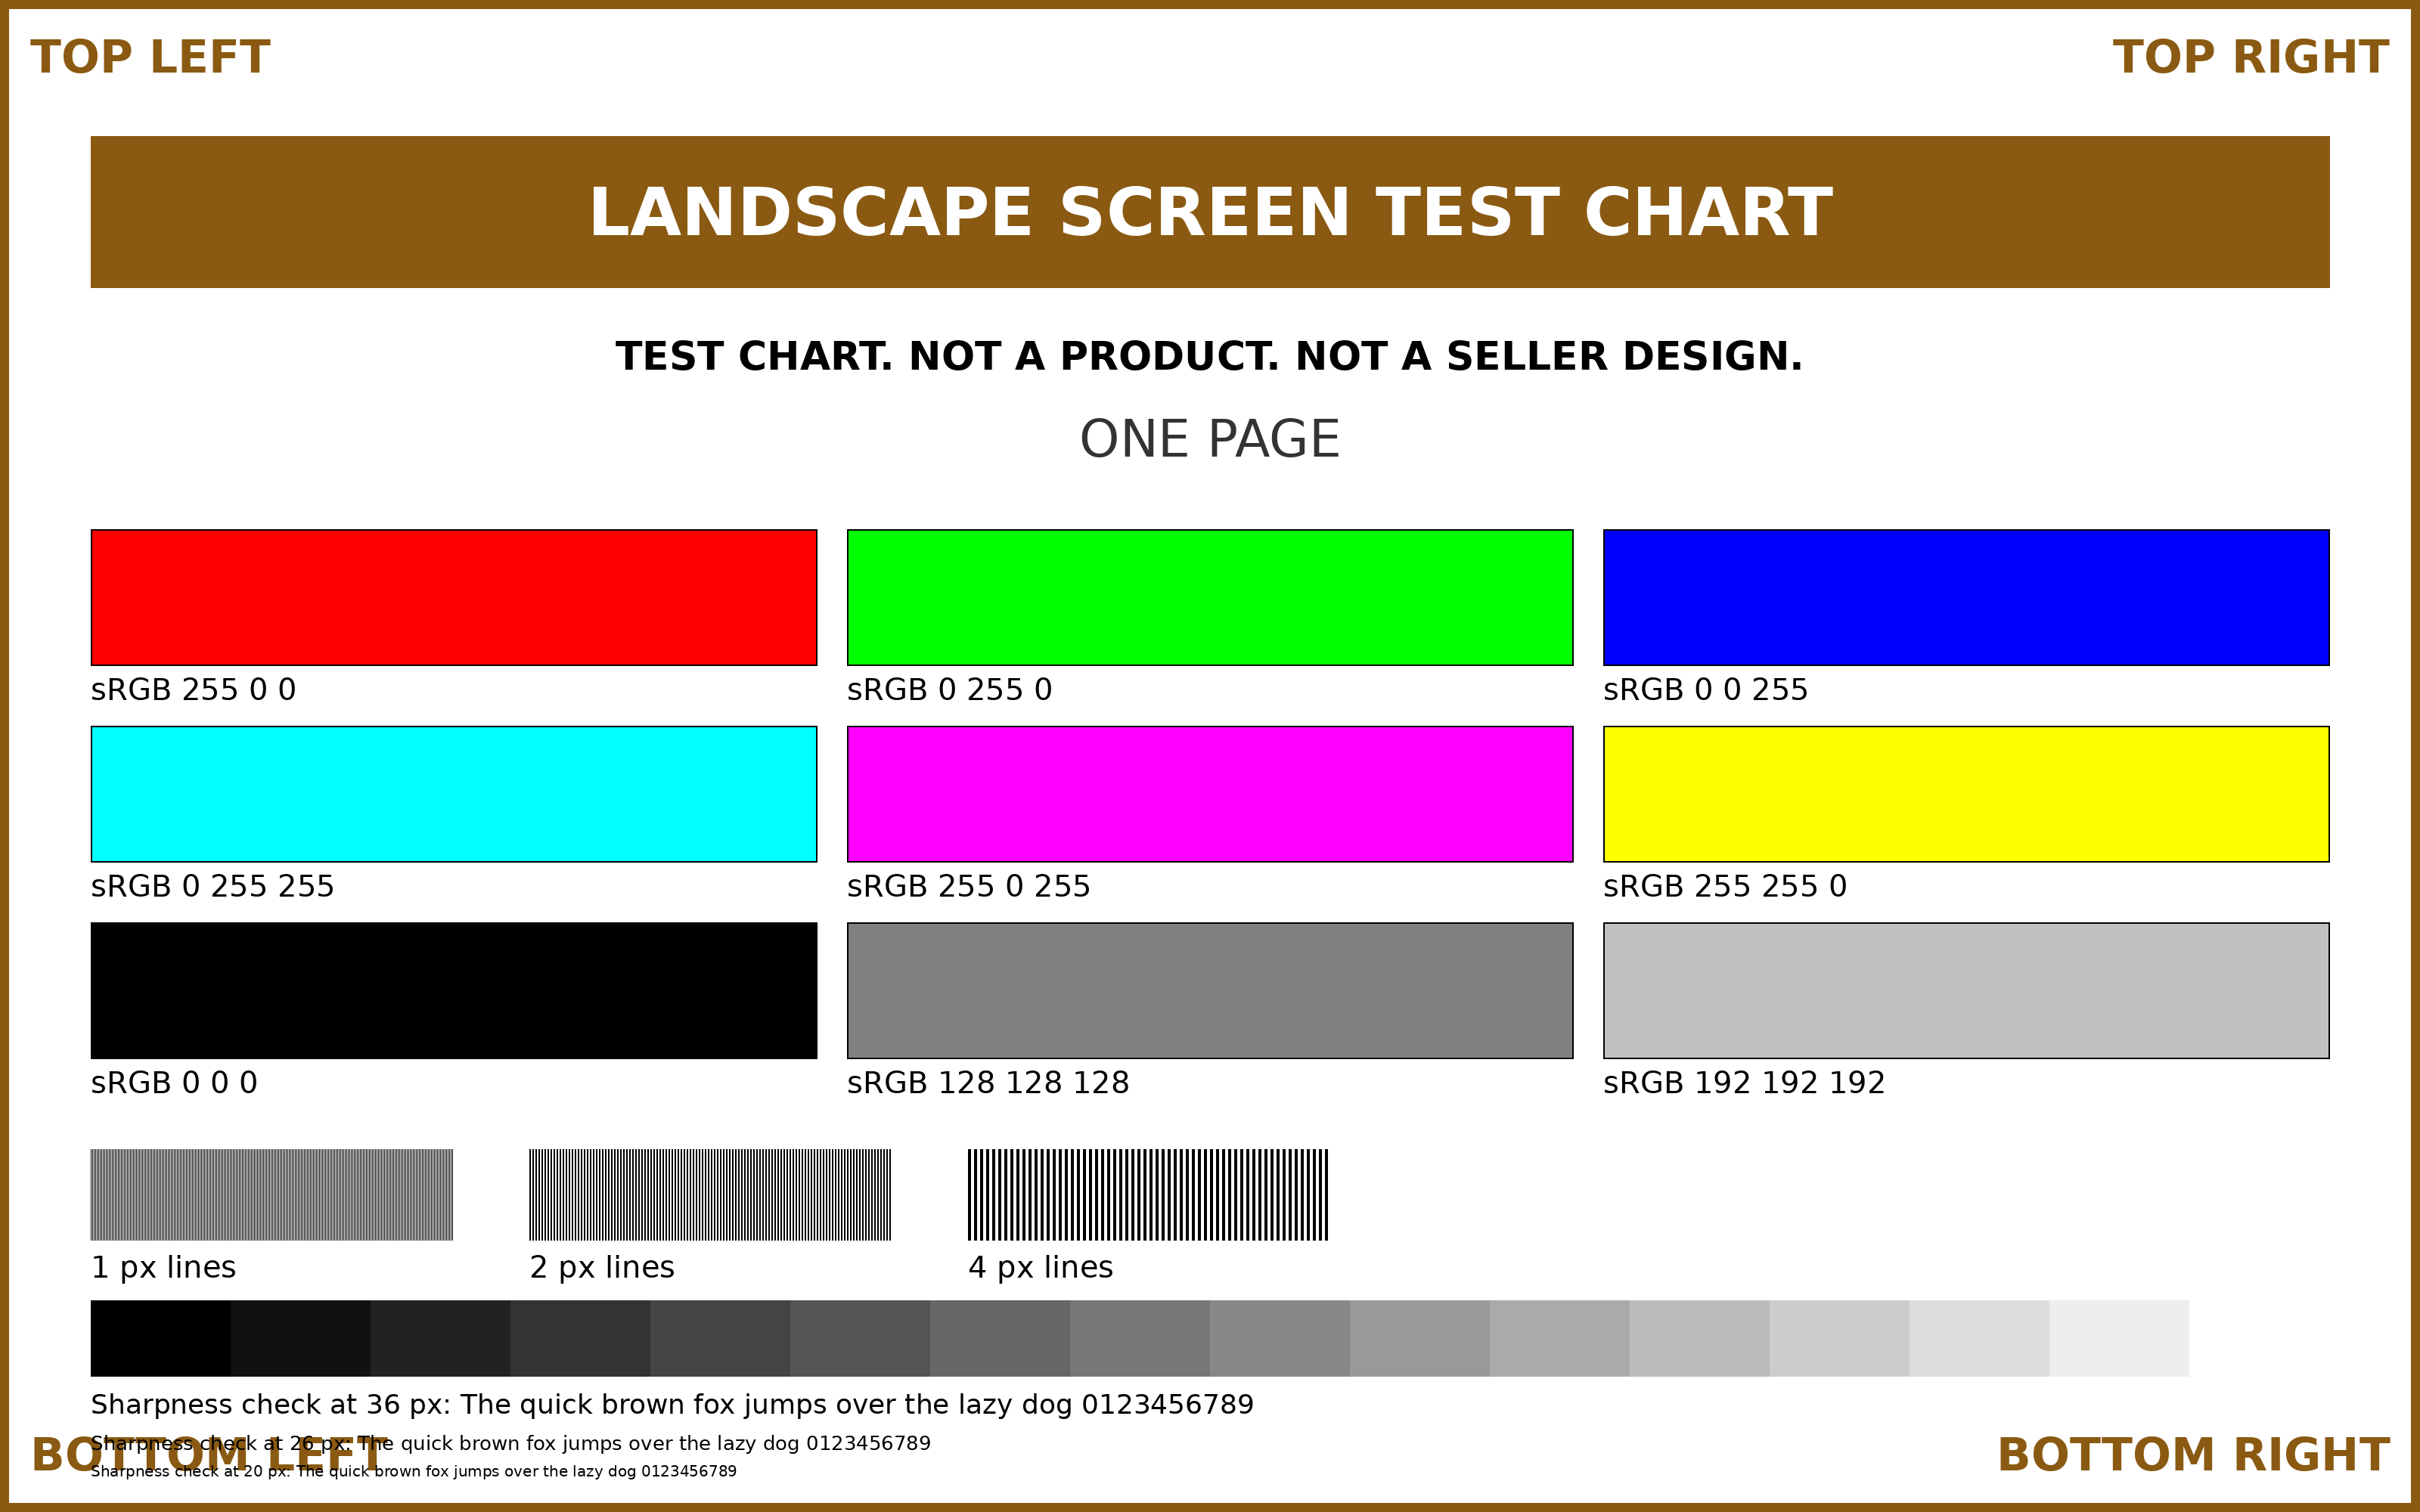 TOP LEFT
TOP RIGHT
LANDSCAPE SCREEN TEST CHART
TEST CHART. NOT A PRODUCT. NOT A SELLER DESIGN.
ONE PAGE
sRGB 255 0 0
sRGB 0 255 0
sRGB 0 0 255
sRGB 0 255 255
sRGB 255 0 255
sRGB 255 255 0
sRGB 0 0 0
sRGB 128 128 128
sRGB 192 192 192
1 px lines
2 px lines
4 px lines
Sharpness check at 36 px: The quick brown fox jumps over the lazy dog 0123456789
Sharpness check at 26 px: The quick brown fox jumps over the lazy dog 0123456789
BOTTOM LEFT
Sharpness check at 20 px: The quick brown fox jumps over the lazy dog 0123456789
BOTTOM RIGHT